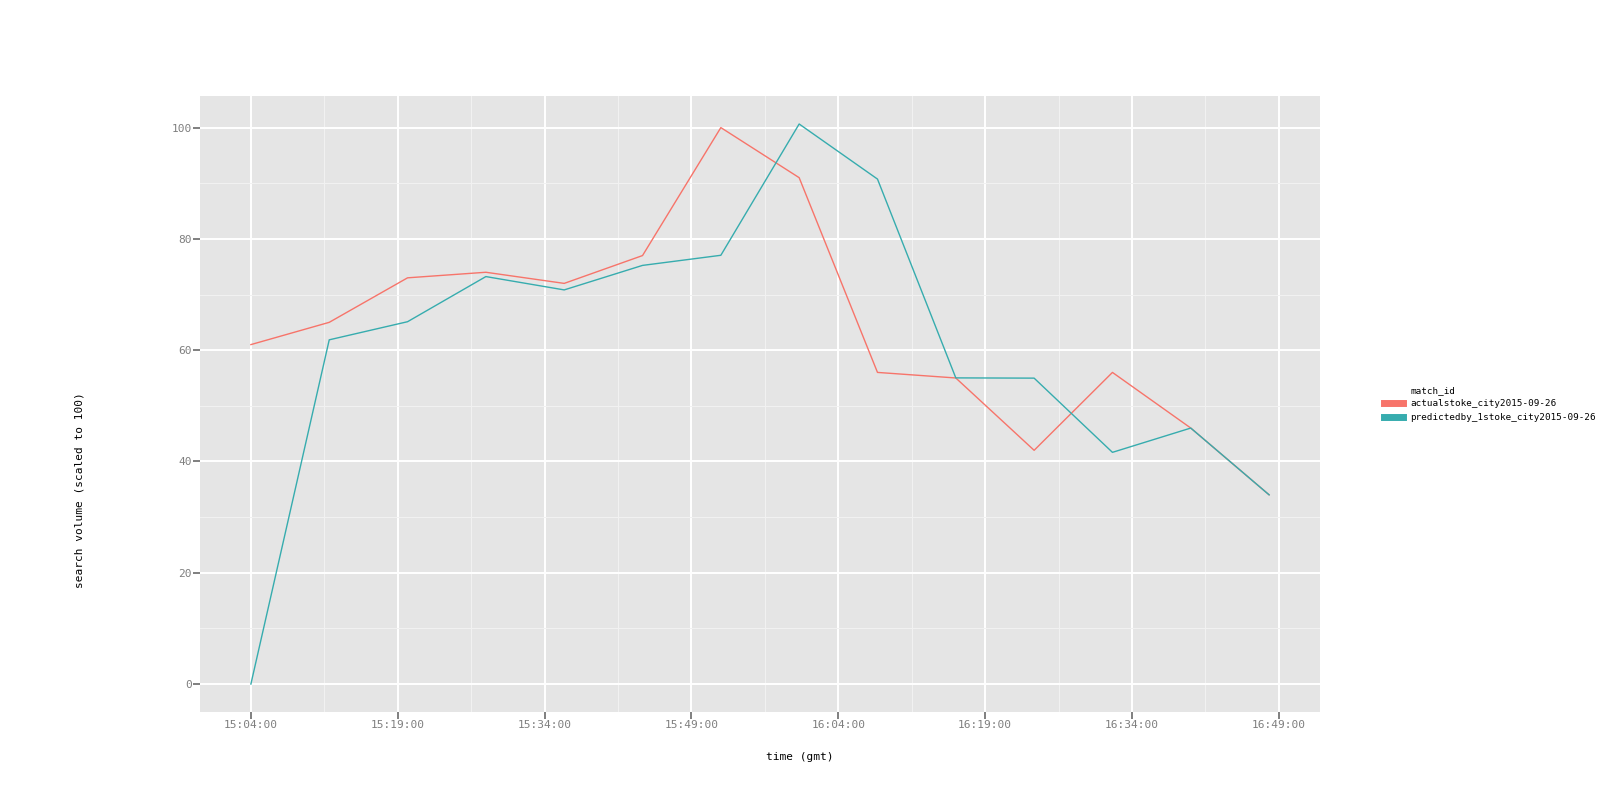 100
80
60
40
20
0
search volume (scaled to 100)
15:04:00 15:19:00 15:34:00 15:49:00 16:04:00 16:19:00 16:34:00 16:49:00
time (gmt)
match_id
actualstoke_city2015-09-26
predictedby_1stoke_city2015-09-26